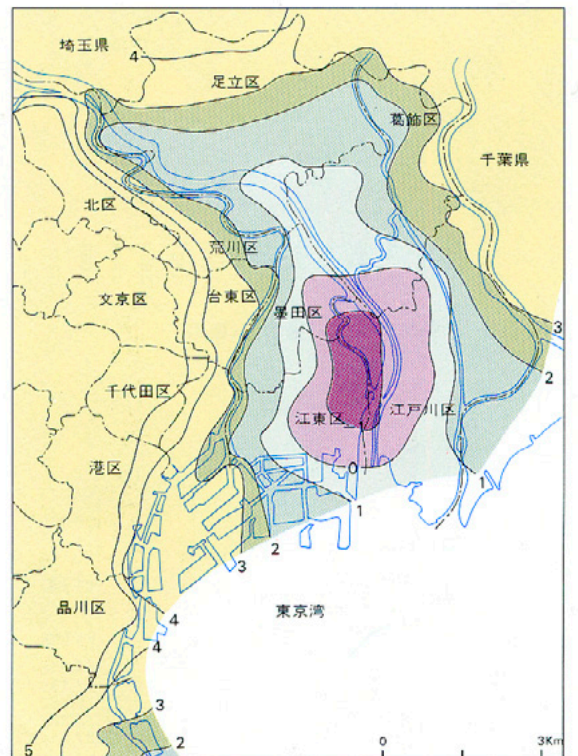 埼玉県
4
足立区
葛飾区
千葉県
北区
荒川区
文京区
台東区
墨田区
3
2
千代田区
江東区
江戸川区
港区
0
1
1
2
3
品川区
東京湾
4
4
3
2
5
0 3Km